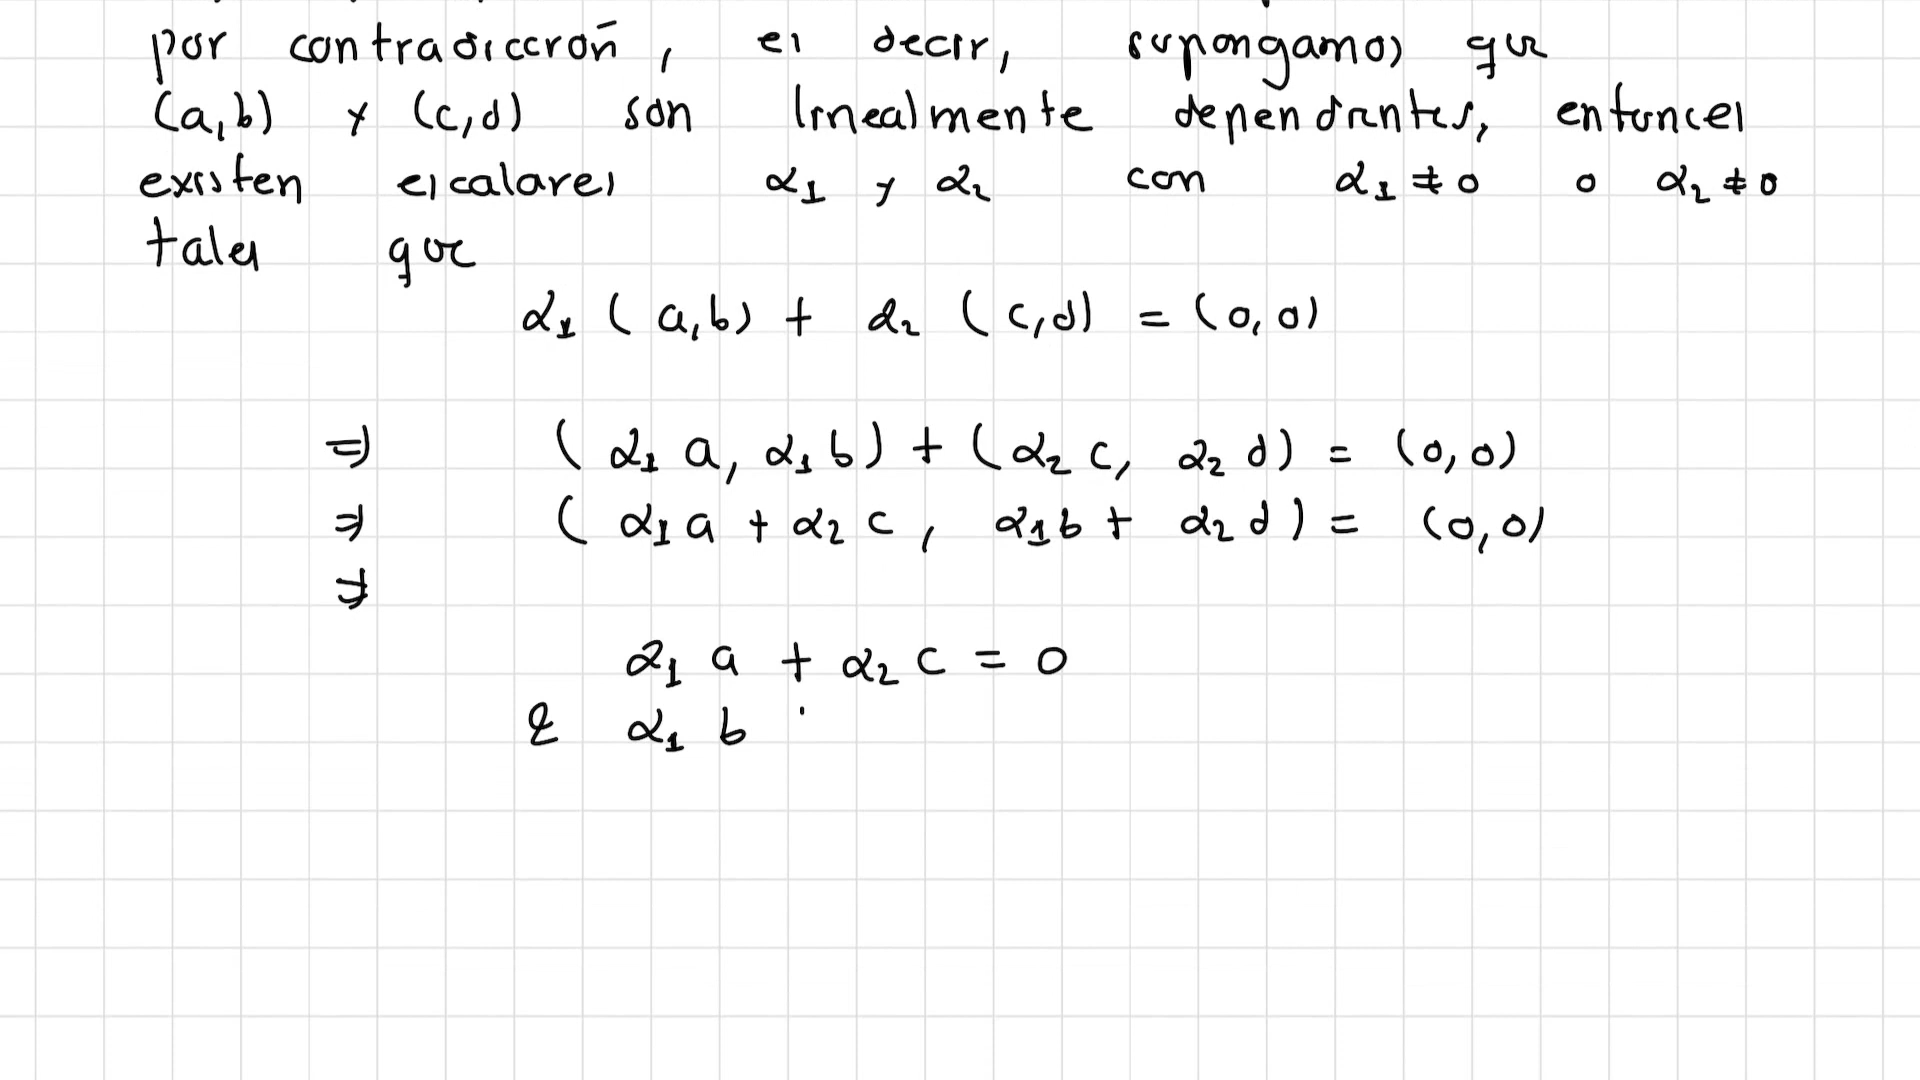 por contradicción, es decir, supongamos que
(a,b) y (c,d) son linealmente dependientes, entonces
existen escalares α₁ y α₂ con α₁ ≠ 0 o α₂ ≠ 0
tales que
α₁ (a,b) + α₂ (c,d) = (0,0)
⇒ (α₁ a, α₁ b) + (α₂ c, α₂ d) = (0,0)
⇒ (α₁ a + α₂ c, α₁ b + α₂ d) = (0,0)
⇒
α₁ a + α₂ c = 0
& α₁ b